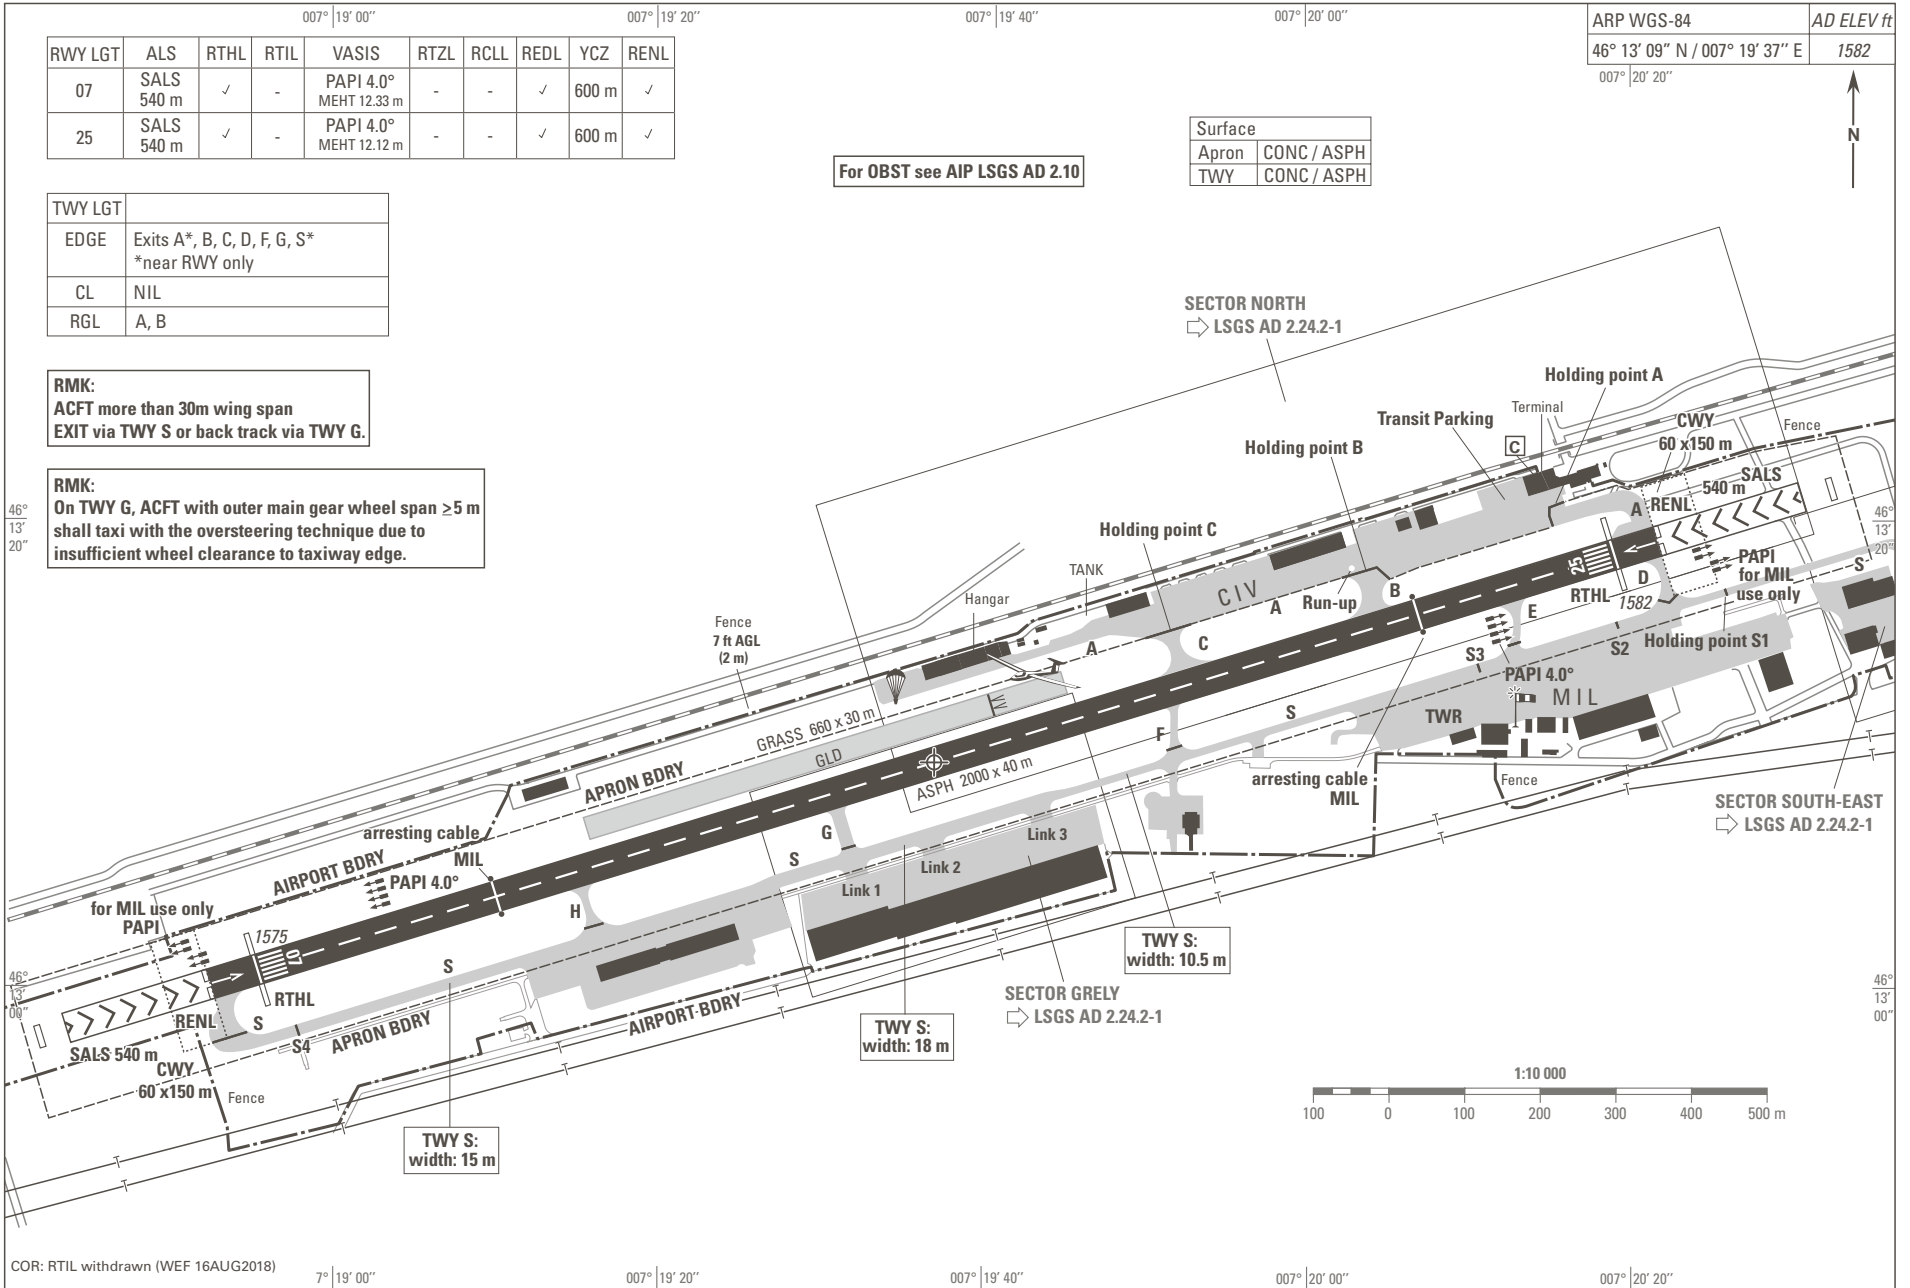 007° 19' 00''
007° 19' 20''
007° 19' 40''
007° 20' 00''
ARP WGS-84
AD ELEV ft
46° 13' 09'' N / 007° 19' 37'' E
1582
007° 20' 20''
N
RWY LGT ALS RTHL RTIL VASIS RTZL RCLL REDL YCZ RENL
07 SALS 540 m ✓ - PAPI 4.0° MEHT 12.33 m - - ✓ 600 m ✓
25 SALS 540 m ✓ - PAPI 4.0° MEHT 12.12 m - - ✓ 600 m ✓
For OBST see AIP LSGS AD 2.10
Surface
Apron CONC / ASPH
TWY CONC / ASPH
TWY LGT
EDGE Exits A*, B, C, D, F, G, S*
*near RWY only
CL NIL
RGL A, B
RMK:
ACFT more than 30m wing span
EXIT via TWY S or back track via TWY G.
RMK:
On TWY G, ACFT with outer main gear wheel span ≥5 m
shall taxi with the oversteering technique due to
insufficient wheel clearance to taxiway edge.
SECTOR NORTH
LSGS AD 2.24.2-1
Holding point A
Terminal
Transit Parking
CWY
60 x150 m
Fence
C
Holding point B
SALS
540 m
RENL
A
46°
13'
20''
46°
13'
20''
Holding point C
PAPI
for MIL
use only
S
TANK
CIV
A
Run-up
B
25
RTHL
1582
D
E
Hangar
Fence
7 ft AGL
(2 m)
A
C
S3
S2
Holding point S1
PAPI 4.0°
MIL
TWR
S
F
GRASS 660 x 30 m
GLD
APRON BDRY
ASPH 2000 x 40 m
arresting cable
MIL
Fence
SECTOR SOUTH-EAST
LSGS AD 2.24.2-1
arresting cable
MIL
G
S
Link 3
Link 2
Link 1
AIRPORT BDRY
PAPI 4.0°
for MIL use only
PAPI
H
1575
07
RTHL
S
TWY S:
width: 10.5 m
46°
13'
00''
46°
13'
00''
RENL
S
S4
APRON BDRY
AIRPORT BDRY
SECTOR GRELY
LSGS AD 2.24.2-1
TWY S:
width: 18 m
SALS 540 m
CWY
60 x150 m
Fence
TWY S:
width: 15 m
1:10 000
100 0 100 200 300 400 500 m
COR: RTIL withdrawn (WEF 16AUG2018)
7° 19' 00''
007° 19' 20''
007° 19' 40''
007° 20' 00''
007° 20' 20''